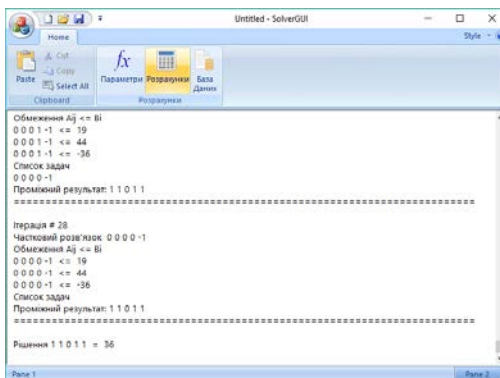 Untitled - SolverGUI
Home
Style
Paste
Cut
Copy
Select All
Clipboard
Параметри
Розрахунки
База Даних
Розрахунки
Обмеження Aij <= Bi
0 0 0 1 -1 <= 19
0 0 0 1 -1 <= 44
0 0 0 1 -1 <= -36
Список задач
0 0 0 0 -1
Проміжний результат: 1 1 0 1 1
Ітерація # 28
Частковий розв'язок 0 0 0 0 -1
Обмеження Aij <= Bi
0 0 0 0 -1 <= 19
0 0 0 0 -1 <= 44
0 0 0 0 -1 <= -36
Список задач
Проміжний результат: 1 1 0 1 1
Рішення 1 1 0 1 1 = 36
Pane 1
Pane 2